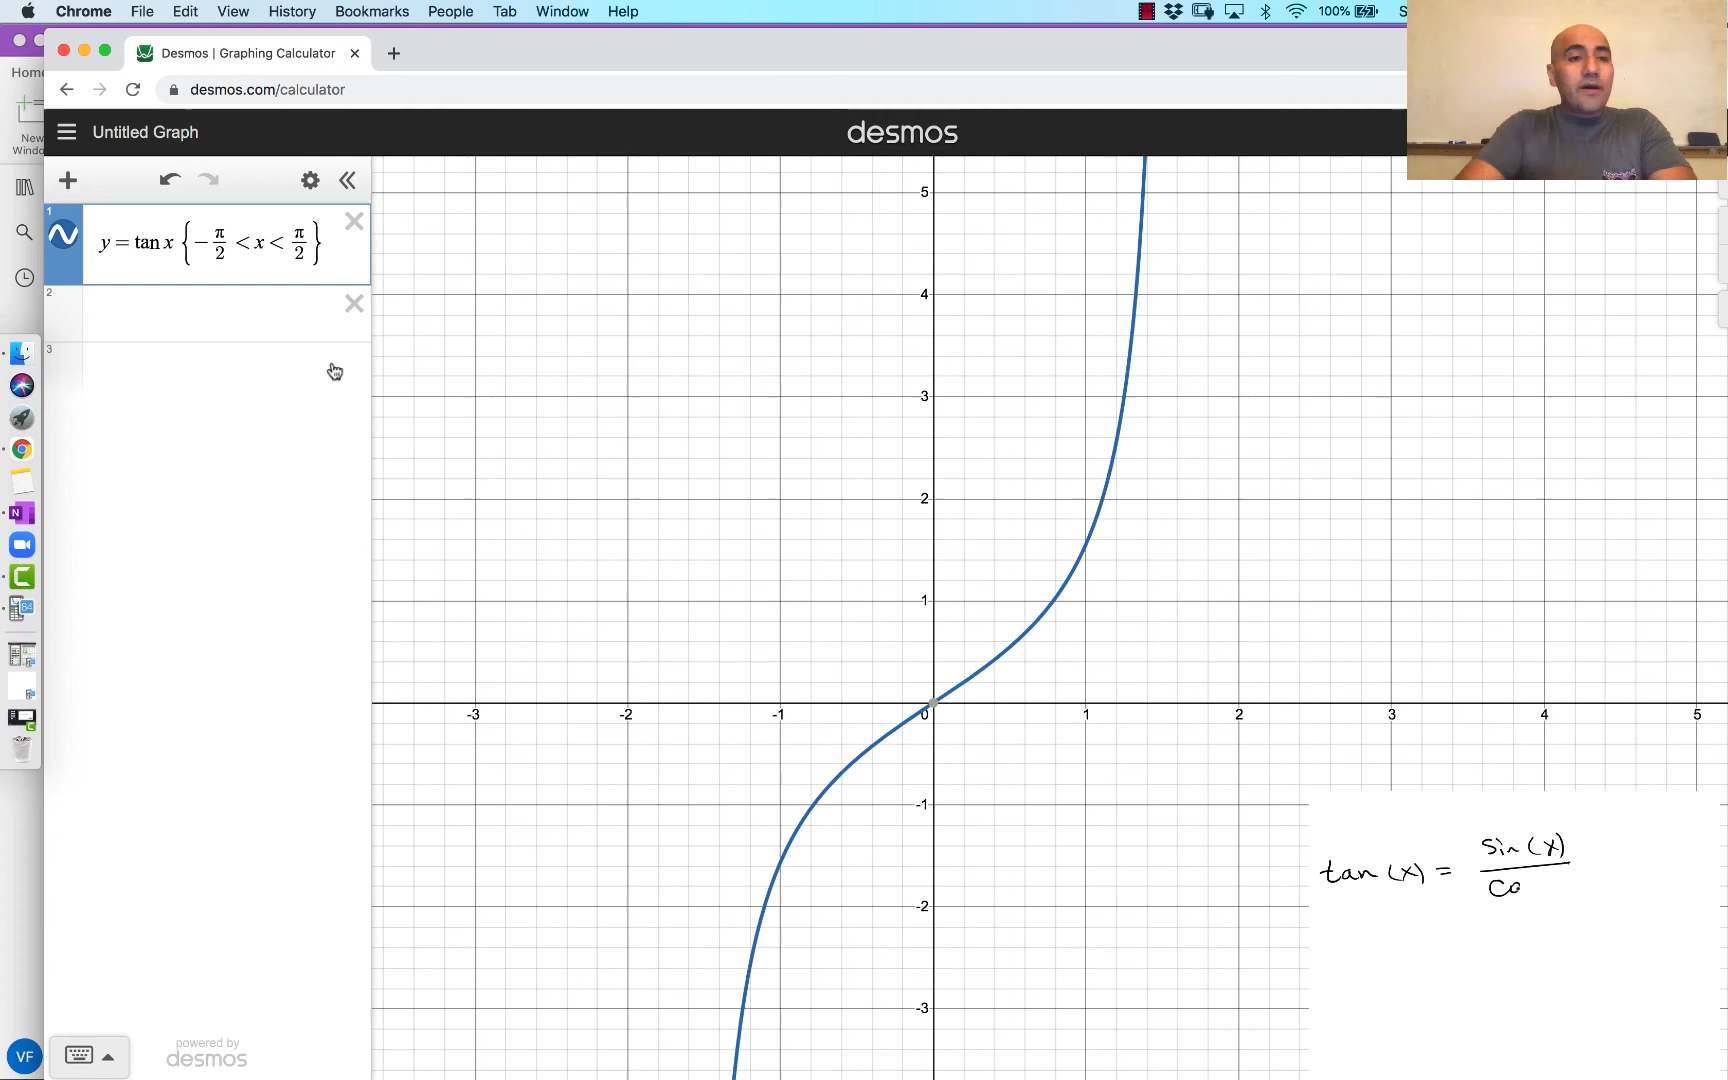 Chrome File Edit View History Bookmarks People Tab Window Help 100%
Desmos | Graphing Calculator
Home
desmos.com/calculator
New
Untitled Graph
desmos
1
y = tan x {-π/2 < x < π/2}
2
3
5
4
3
2
1
-3 -2 -1 0 1 2 3 4 5
-1
-2
-3
tan(x) = sin(x)
co
VF
powered by
desmos